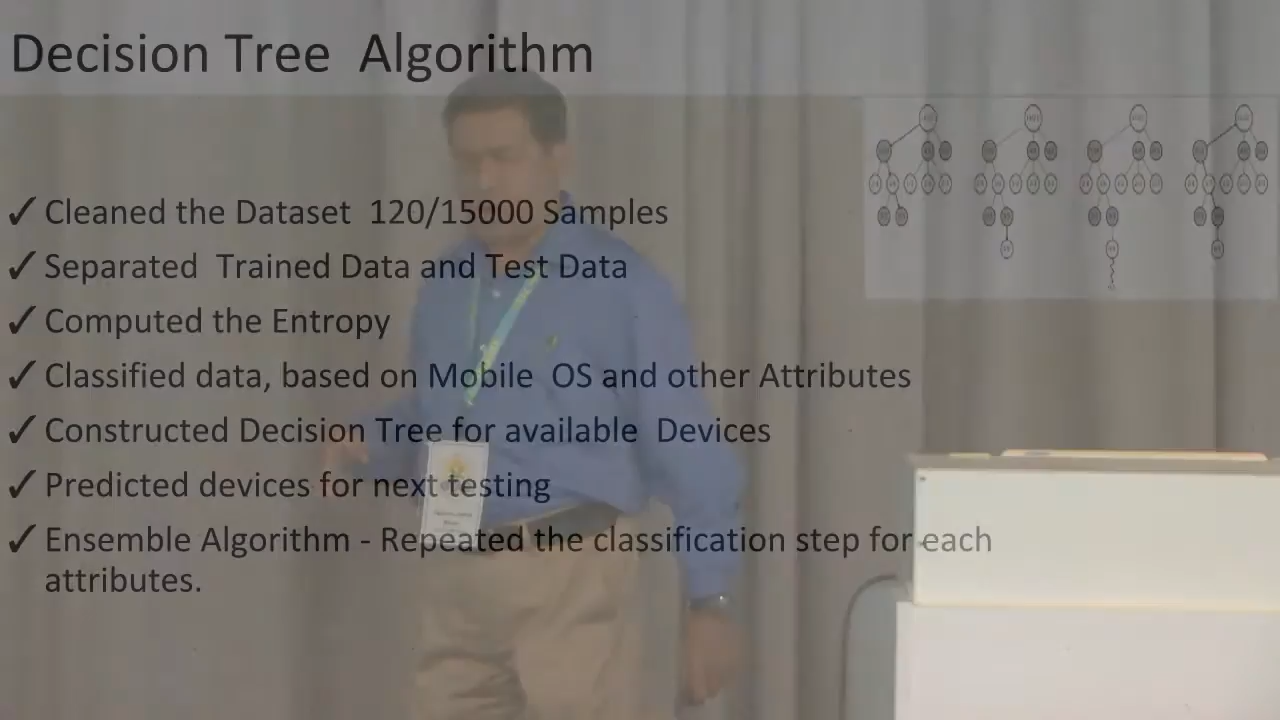 Decision Tree  Algorithm
✓ Cleaned the Dataset  120/15000 Samples
✓ Separated  Trained Data and Test Data
✓ Computed the Entropy
✓ Classified data, based on Mobile  OS and other Attributes
✓ Constructed Decision Tree for available  Devices
✓ Predicted devices for next testing
✓ Ensemble Algorithm - Repeated the classification step for each
attributes.